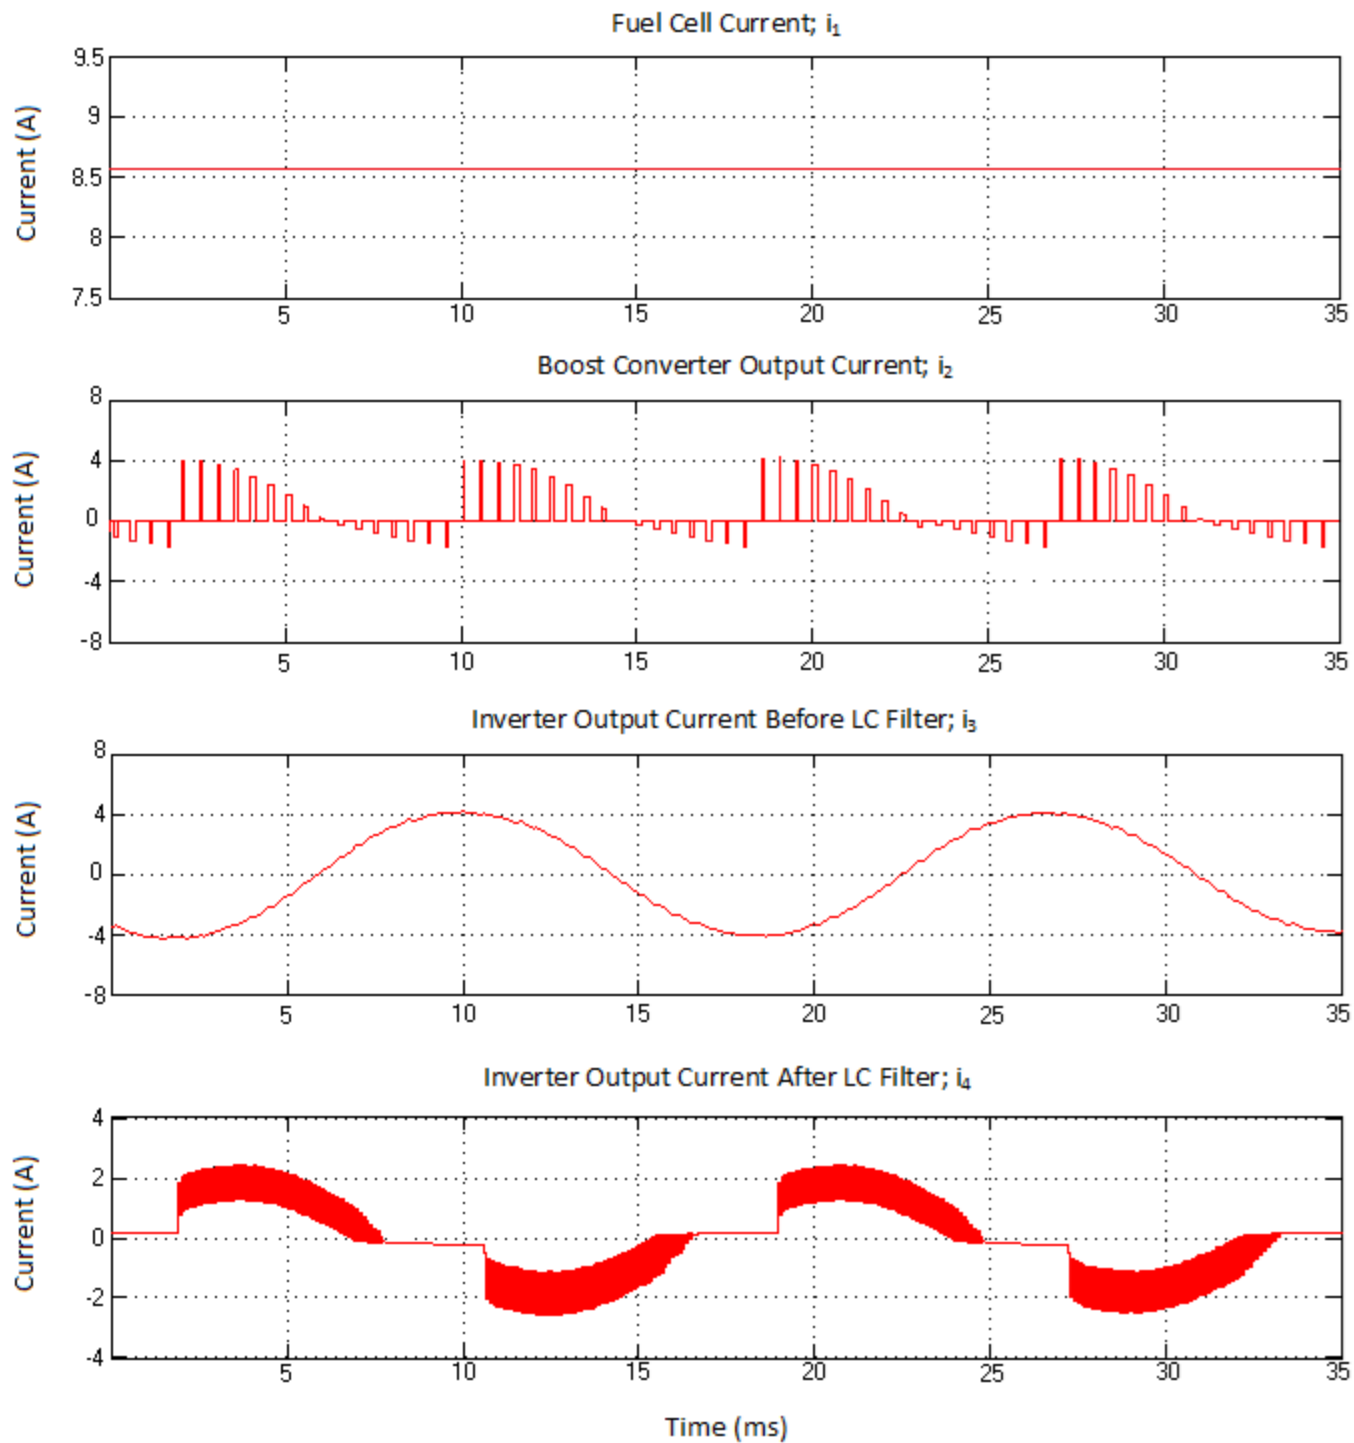 Fuel Cell Current; i₁
Current (A)
9.5
9
8.5
8
7.5
5 10 15 20 25 30 35
Boost Converter Output Current; i₂
Current (A)
8
4
0
-4
-8
5 10 15 20 25 30 35
Inverter Output Current Before LC Filter; i₃
Current (A)
8
4
0
-4
-8
5 10 15 20 25 30 35
Inverter Output Current After LC Filter; i₄
Current (A)
4
2
0
-2
-4
5 10 15 20 25 30 35
Time (ms)